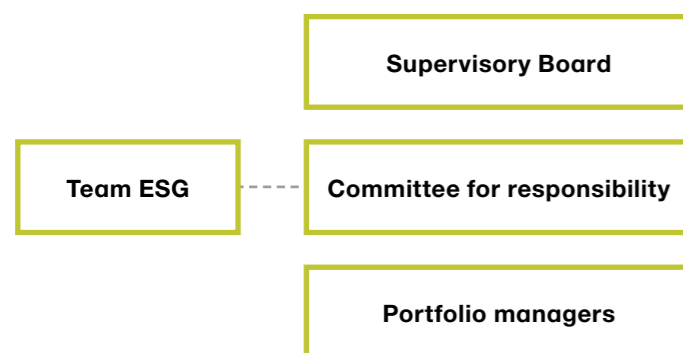 Supervisory Board
Team ESG
Committee for responsibility
Portfolio managers